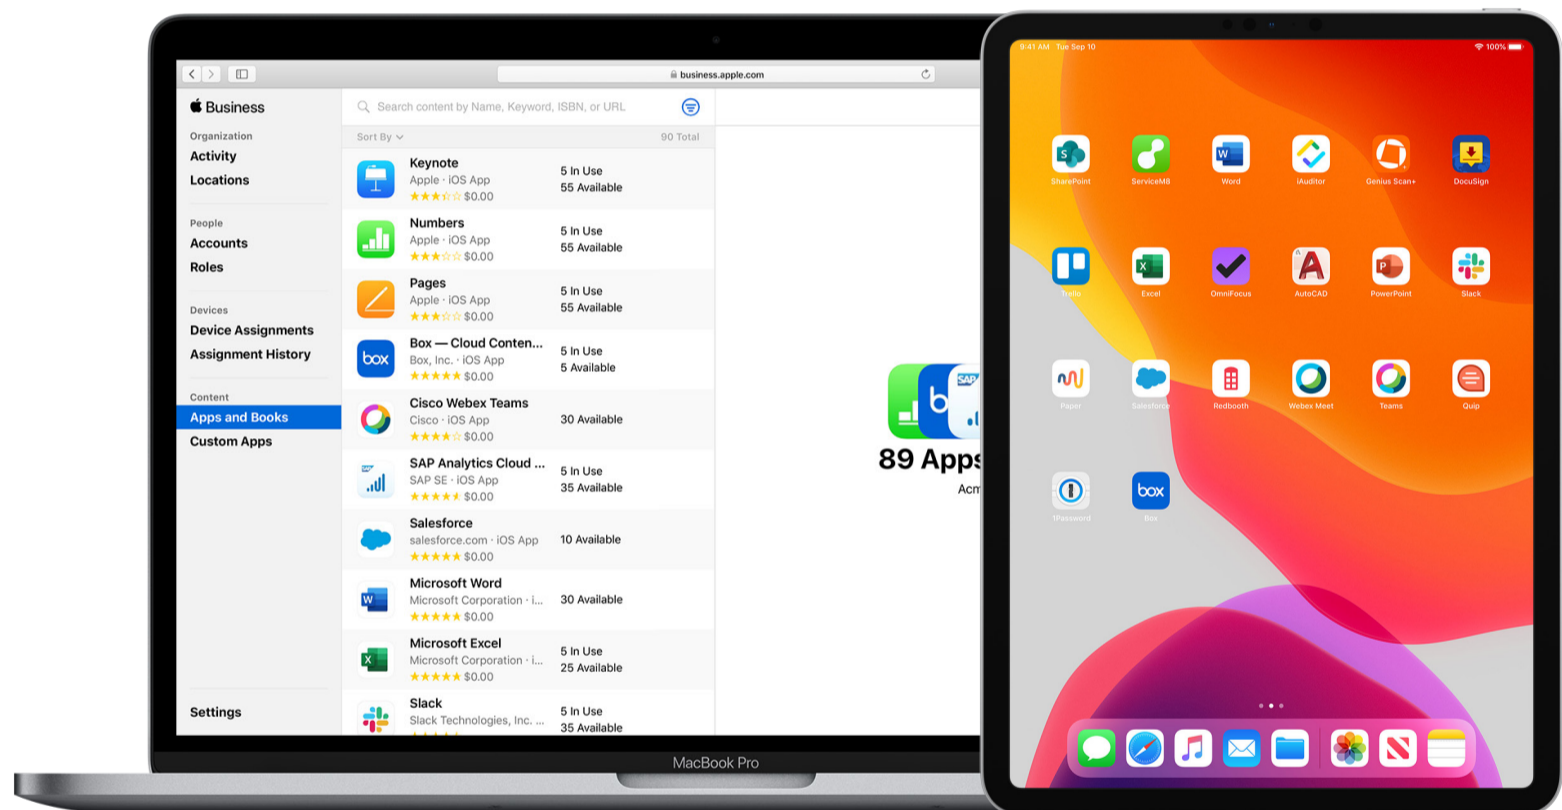 business.apple.com
Business
Organization
Activity
Locations
People
Accounts
Roles
Devices
Device Assignments
Assignment History
Content
Apps and Books
Custom Apps
Settings
Search content by Name, Keyword, ISBN, or URL
Sort By
90 Total
Keynote
Apple · iOS App
$0.00
5 In Use
55 Available
Numbers
Apple · iOS App
$0.00
5 In Use
55 Available
Pages
Apple · iOS App
$0.00
5 In Use
55 Available
box
Box — Cloud Conten...
Box, Inc. · iOS App
$0.00
5 In Use
5 Available
Cisco Webex Teams
Cisco · iOS App
$0.00
30 Available
SAP
SAP Analytics Cloud ...
SAP SE · iOS App
$0.00
5 In Use
35 Available
Salesforce
salesforce.com · iOS App
$0.00
10 Available
W
Microsoft Word
Microsoft Corporation · i...
$0.00
30 Available
X
Microsoft Excel
Microsoft Corporation · i...
$0.00
5 In Use
25 Available
Slack
Slack Technologies, Inc. ...
5 In Use
35 Available
b
SAP
89 Apps
Acm
MacBook Pro
9:41 AM Tue Sep 10
100%
S
W
SharePoint
ServiceM8
Word
iAuditor
Genius Scan+
DocuSign
X
A
P
Trello
Excel
OmniFocus
AutoCAD
PowerPoint
Slack
Paper
Salesforce
Redbooth
Webex Meet
Teams
Quip
box
1Password
Box